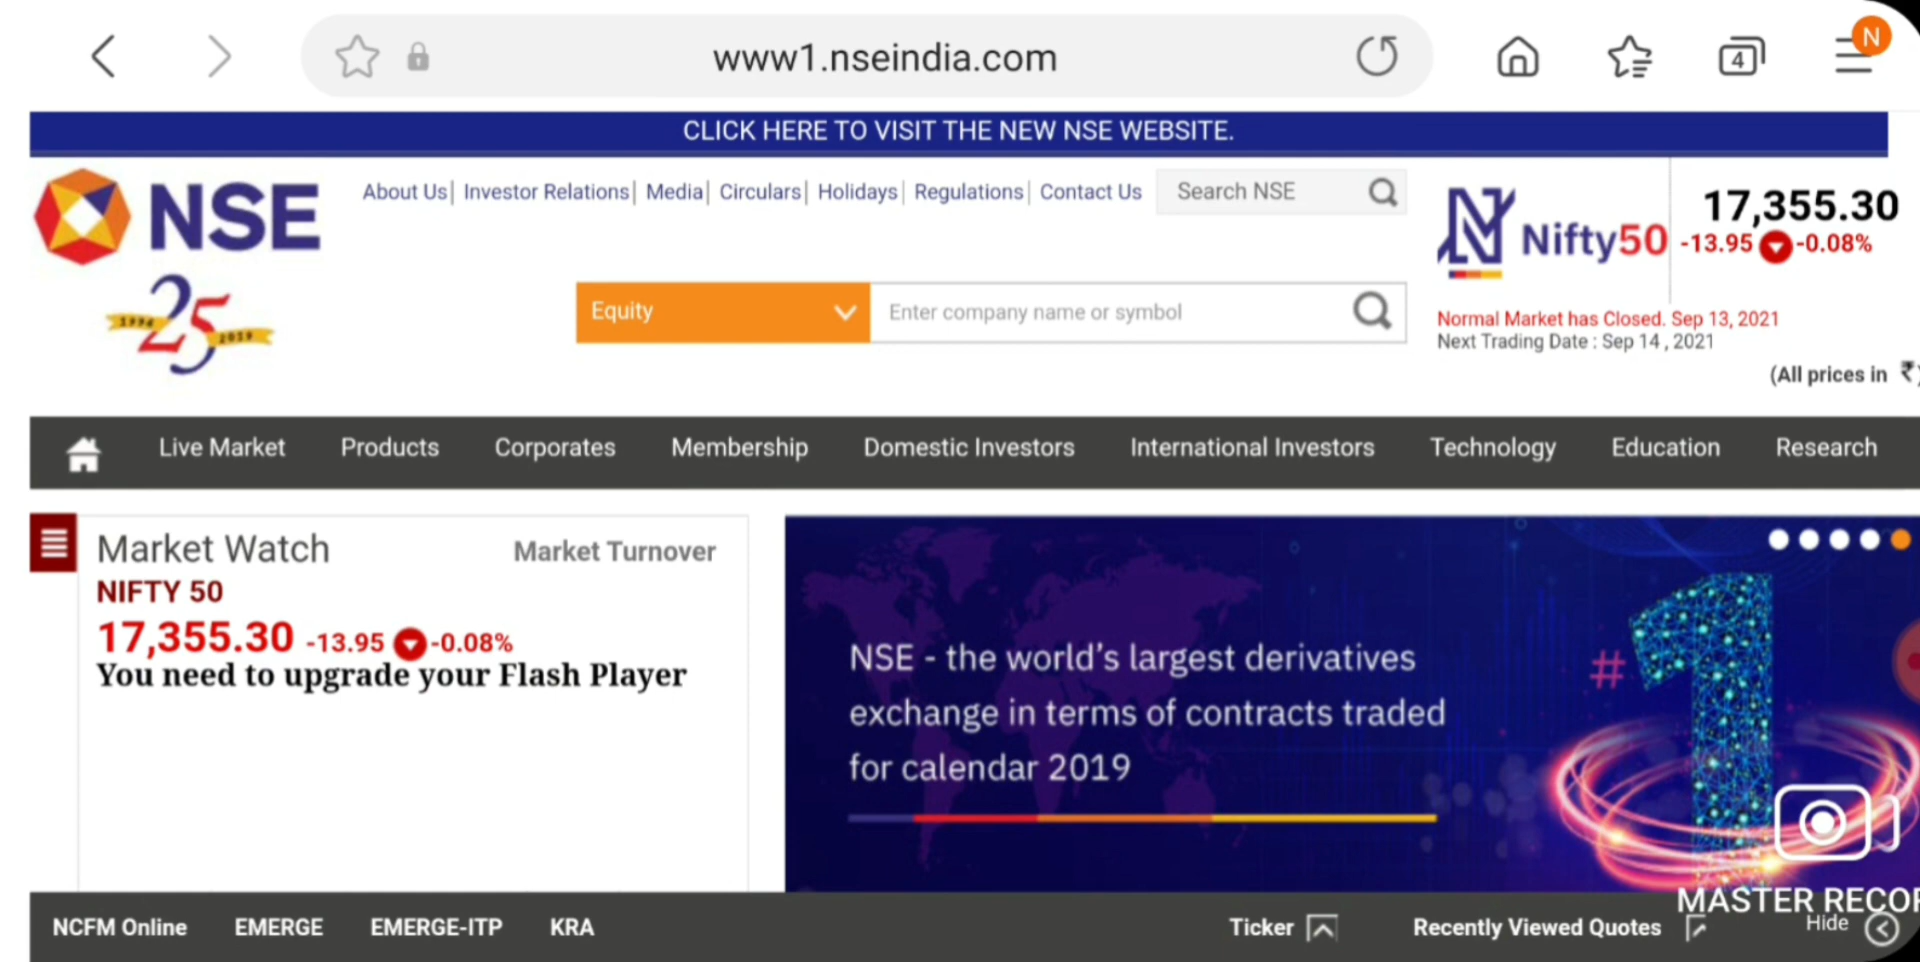 www1.nseindia.com
4
N
CLICK HERE TO VISIT THE NEW NSE WEBSITE.
NSE
About Us| Investor Relations| Media| Circulars| Holidays| Regulations| Contact Us
Search NSE
Nifty50
17,355.30
-13.95 -0.08%
1994 25 2019
Equity
Enter company name or symbol
Normal Market has Closed. Sep 13, 2021
Next Trading Date : Sep 14 , 2021
(All prices in ₹)
Live Market Products Corporates Membership Domestic Investors International Investors Technology Education Research
Market Watch
Market Turnover
NIFTY 50
17,355.30 -13.95 -0.08%
You need to upgrade your Flash Player
NSE - the world's largest derivatives
exchange in terms of contracts traded
for calendar 2019
#1
MASTER RECOR
NCFM Online EMERGE EMERGE-ITP KRA
Ticker
Recently Viewed Quotes
Hide